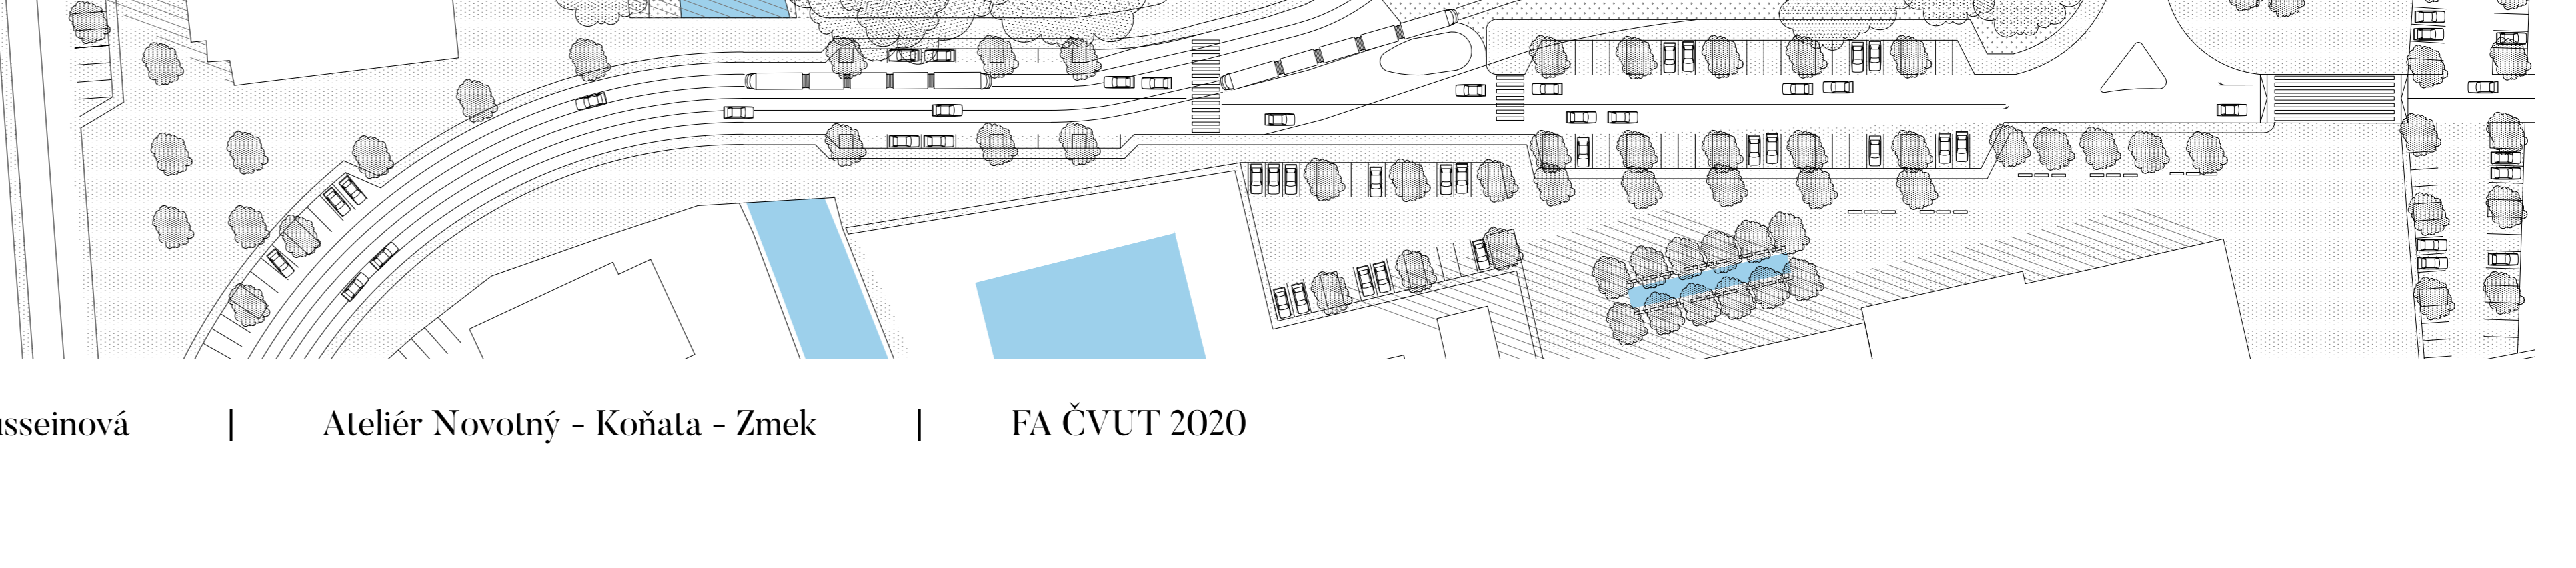 usseinová | Ateliér Novotný - Koňata - Zmek | FA ČVUT 2020